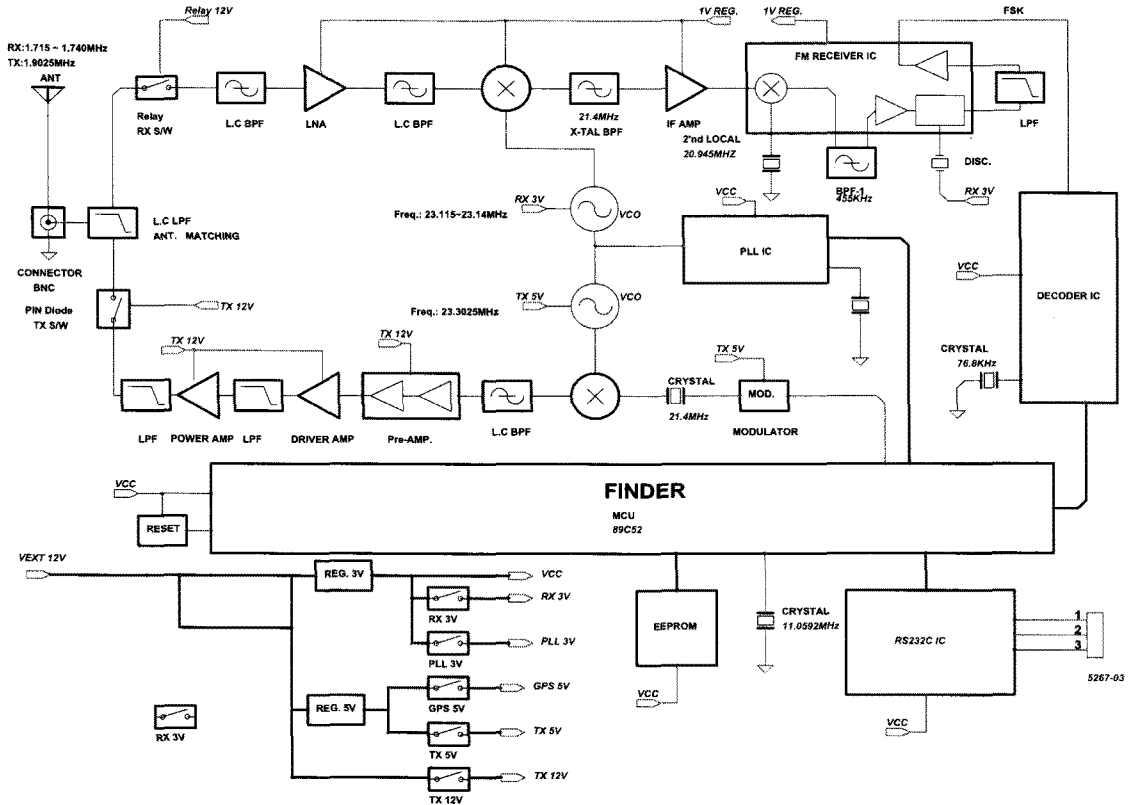 Relay 12V
1V REG.
1V REG.
FSK
RX:1.715 ~ 1.740MHz
TX:1.9025MHz
ANT
FM RECEIVER IC
Relay
RX S/W
L.C BPF
LNA
L.C BPF
21.4MHz
X-TAL BPF
IF AMP
2'nd LOCAL
20.945MHZ
LPF
DISC.
BPF-1
455KHz
RX 3V
L.C LPF
ANT. MATCHING
Freq.: 23.115~23.14MHz
RX 3V
VCO
VCC
PLL IC
CONNECTOR
BNC
VCC
DECODER IC
PIN Diode
TX S/W
TX 12V
Freq.: 23.3025MHz
TX 5V
VCO
TX 12V
TX 12V
TX 5V
CRYSTAL
76.8KHz
CRYSTAL
21.4MHz
MOD.
MODULATOR
LPF
POWER AMP
LPF
DRIVER AMP
Pre-AMP.
L.C BPF
VCC
RESET
FINDER
MCU
89C52
VEXT 12V
REG. 3V
VCC
RX 3V
RX 3V
PLL 3V
PLL 3V
REG. 5V
GPS 5V
GPS 5V
TX 5V
TX 5V
TX 12V
TX 12V
RX 3V
EEPROM
VCC
CRYSTAL
11.0592MHz
RS232C IC
VCC
1
2
3
5267-03